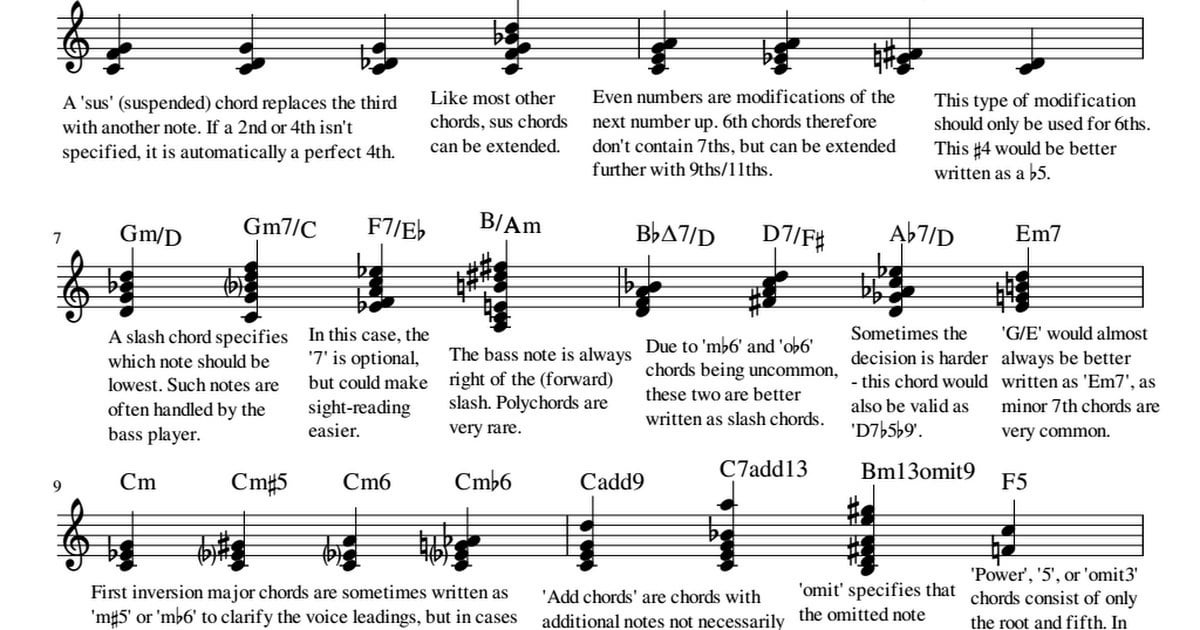 A 'sus' (suspended) chord replaces the third
with another note. If a 2nd or 4th isn't
specified, it is automatically a perfect 4th.
Like most other
chords, sus chords
can be extended.
Even numbers are modifications of the
next number up. 6th chords therefore
don't contain 7ths, but can be extended
further with 9ths/11ths.
This type of modification
should only be used for 6ths.
This ♯4 would be better
written as a ♭5.
7
Gm/D Gm7/C F7/E♭ B/Am B♭Δ7/D D7/F♯ A♭7/D Em7
A slash chord specifies
which note should be
lowest. Such notes are
often handled by the
bass player.
In this case, the
'7' is optional,
but could make
sight-reading
easier.
The bass note is always
right of the (forward)
slash. Polychords are
very rare.
Due to 'm♭6' and 'o♭6'
chords being uncommon,
these two are better
written as slash chords.
Sometimes the
decision is harder
- this chord would
also be valid as
'D7♭5♭9'.
'G/E' would almost
always be better
written as 'Em7', as
minor 7th chords are
very common.
9
Cm Cm♯5 Cm6 Cm♭6 Cadd9 C7add13 Bm13omit9 F5
First inversion major chords are sometimes written as
'm♯5' or 'm♭6' to clarify the voice leadings, but in cases
'Add chords' are chords with
additional notes not necessarily
'omit' specifies that
the omitted note
'Power', '5', or 'omit3'
chords consist of only
the root and fifth. In